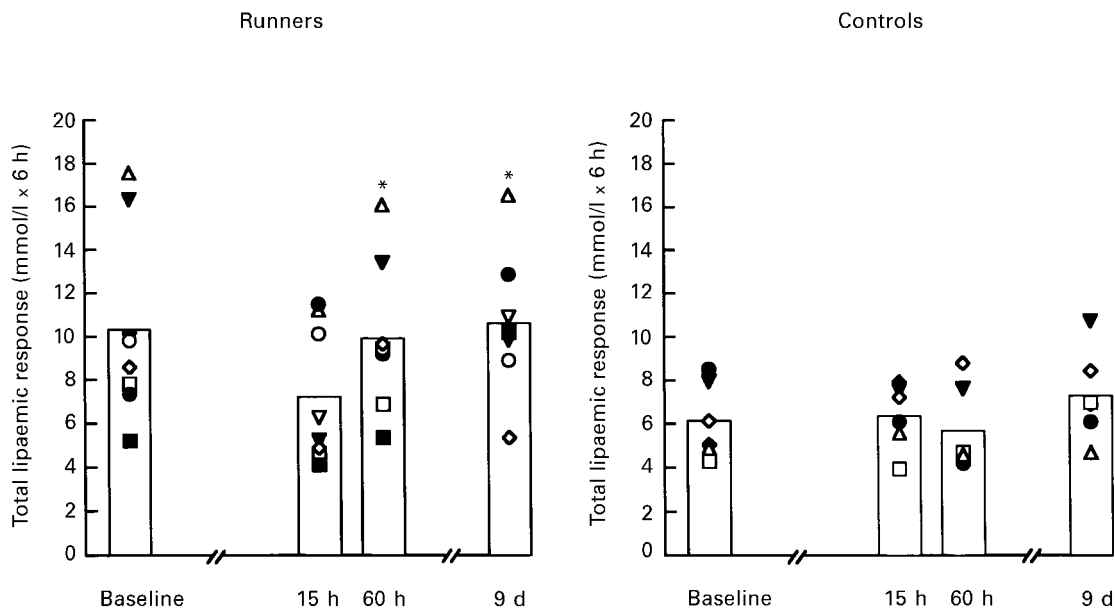 Runners
Controls
Total lipaemic response (mmol/l x 6 h)
20
18
16
14
12
10
8
6
4
2
0
*
*
Baseline
15 h
60 h
9 d
Total lipaemic response (mmol/l x 6 h)
20
18
16
14
12
10
8
6
4
2
0
Baseline
15 h
60 h
9 d